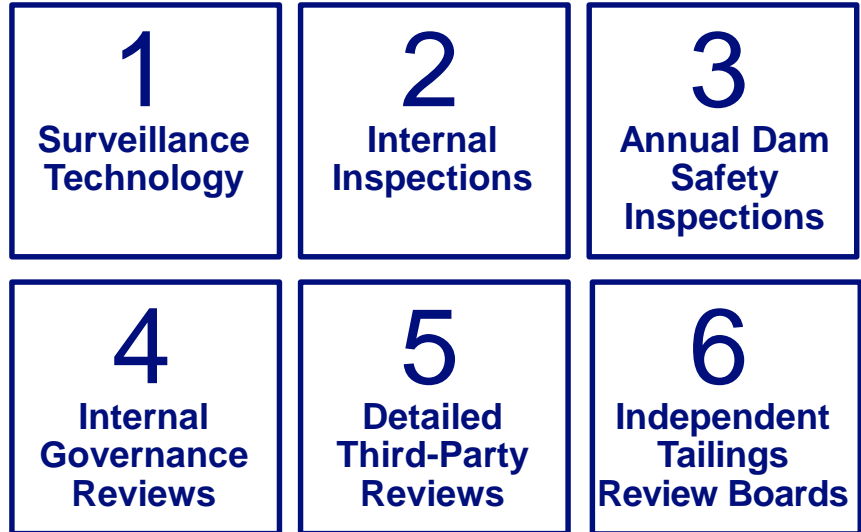 1
Surveillance
Technology
2
Internal
Inspections
3
Annual Dam
Safety
Inspections
4
Internal
Governance
Reviews
5
Detailed
Third-Party
Reviews
6
Independent
Tailings
Review Boards